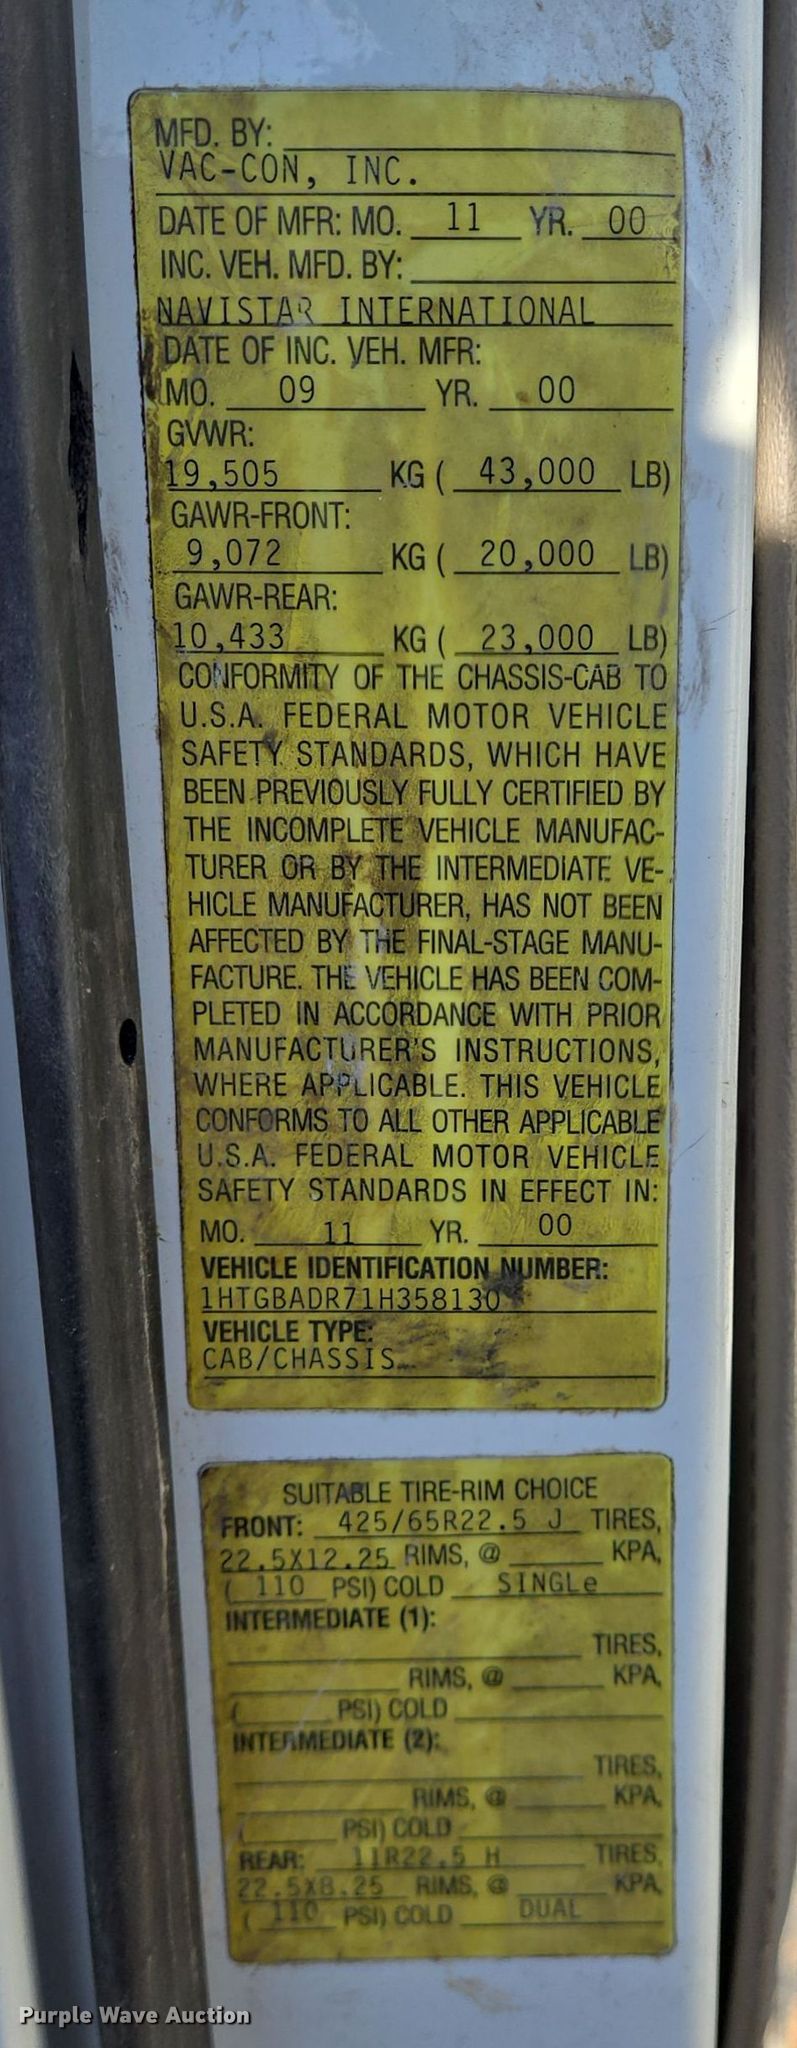 MFD. BY:
VAC-CON, INC.
DATE OF MFR: MO. 11 YR. 00
INC. VEH. MFD. BY:
NAVISTAR INTERNATIONAL
DATE OF INC. VEH. MFR:
MO. 09 YR. 00
GVWR:
19,505 KG ( 43,000 LB)
GAWR-FRONT:
9,072 KG ( 20,000 LB)
GAWR-REAR:
10,433 KG ( 23,000 LB)
CONFORMITY OF THE CHASSIS-CAB TO
U.S.A. FEDERAL MOTOR VEHICLE
SAFETY STANDARDS, WHICH HAVE
BEEN PREVIOUSLY FULLY CERTIFIED BY
THE INCOMPLETE VEHICLE MANUFAC-
TURER OR BY THE INTERMEDIATE VE-
HICLE MANUFACTURER, HAS NOT BEEN
AFFECTED BY THE FINAL-STAGE MANU-
FACTURE. THE VEHICLE HAS BEEN COM-
PLETED IN ACCORDANCE WITH PRIOR
MANUFACTURER'S INSTRUCTIONS,
WHERE APPLICABLE. THIS VEHICLE
CONFORMS TO ALL OTHER APPLICABLE
U.S.A. FEDERAL MOTOR VEHICLE
SAFETY STANDARDS IN EFFECT IN:
MO. 11 YR. 00
VEHICLE IDENTIFICATION NUMBER:
1HTGBADR71H358130
VEHICLE TYPE:
CAB/CHASSIS
SUITABLE TIRE-RIM CHOICE
FRONT: 425/65R22.5 J TIRES,
22.5X12.25 RIMS, @ KPA,
( 110 PSI) COLD SINGLe
INTERMEDIATE (1):
TIRES,
RIMS, @ KPA,
( PSI) COLD
INTERMEDIATE (2):
TIRES,
RIMS, @ KPA,
( PSI) COLD
REAR: 11R22.5 H TIRES,
22.5X8.25 RIMS, @ KPA,
( 110 PSI) COLD DUAL
Purple Wave Auction